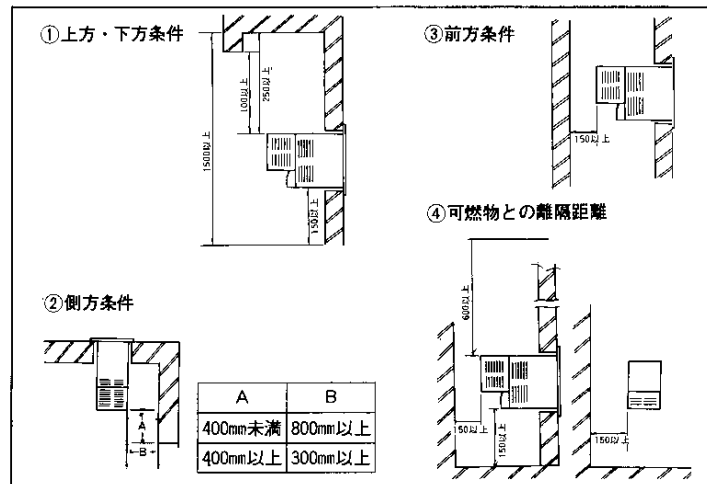 ①上方・下方条件
100以上
250以上
1500以上
150以上
②側方条件
A
B
A B
400mm未満 800mm以上
400mm以上 300mm以上
③前方条件
150以上
④可燃物との離隔距離
600以上
150以上
150以上
150以上